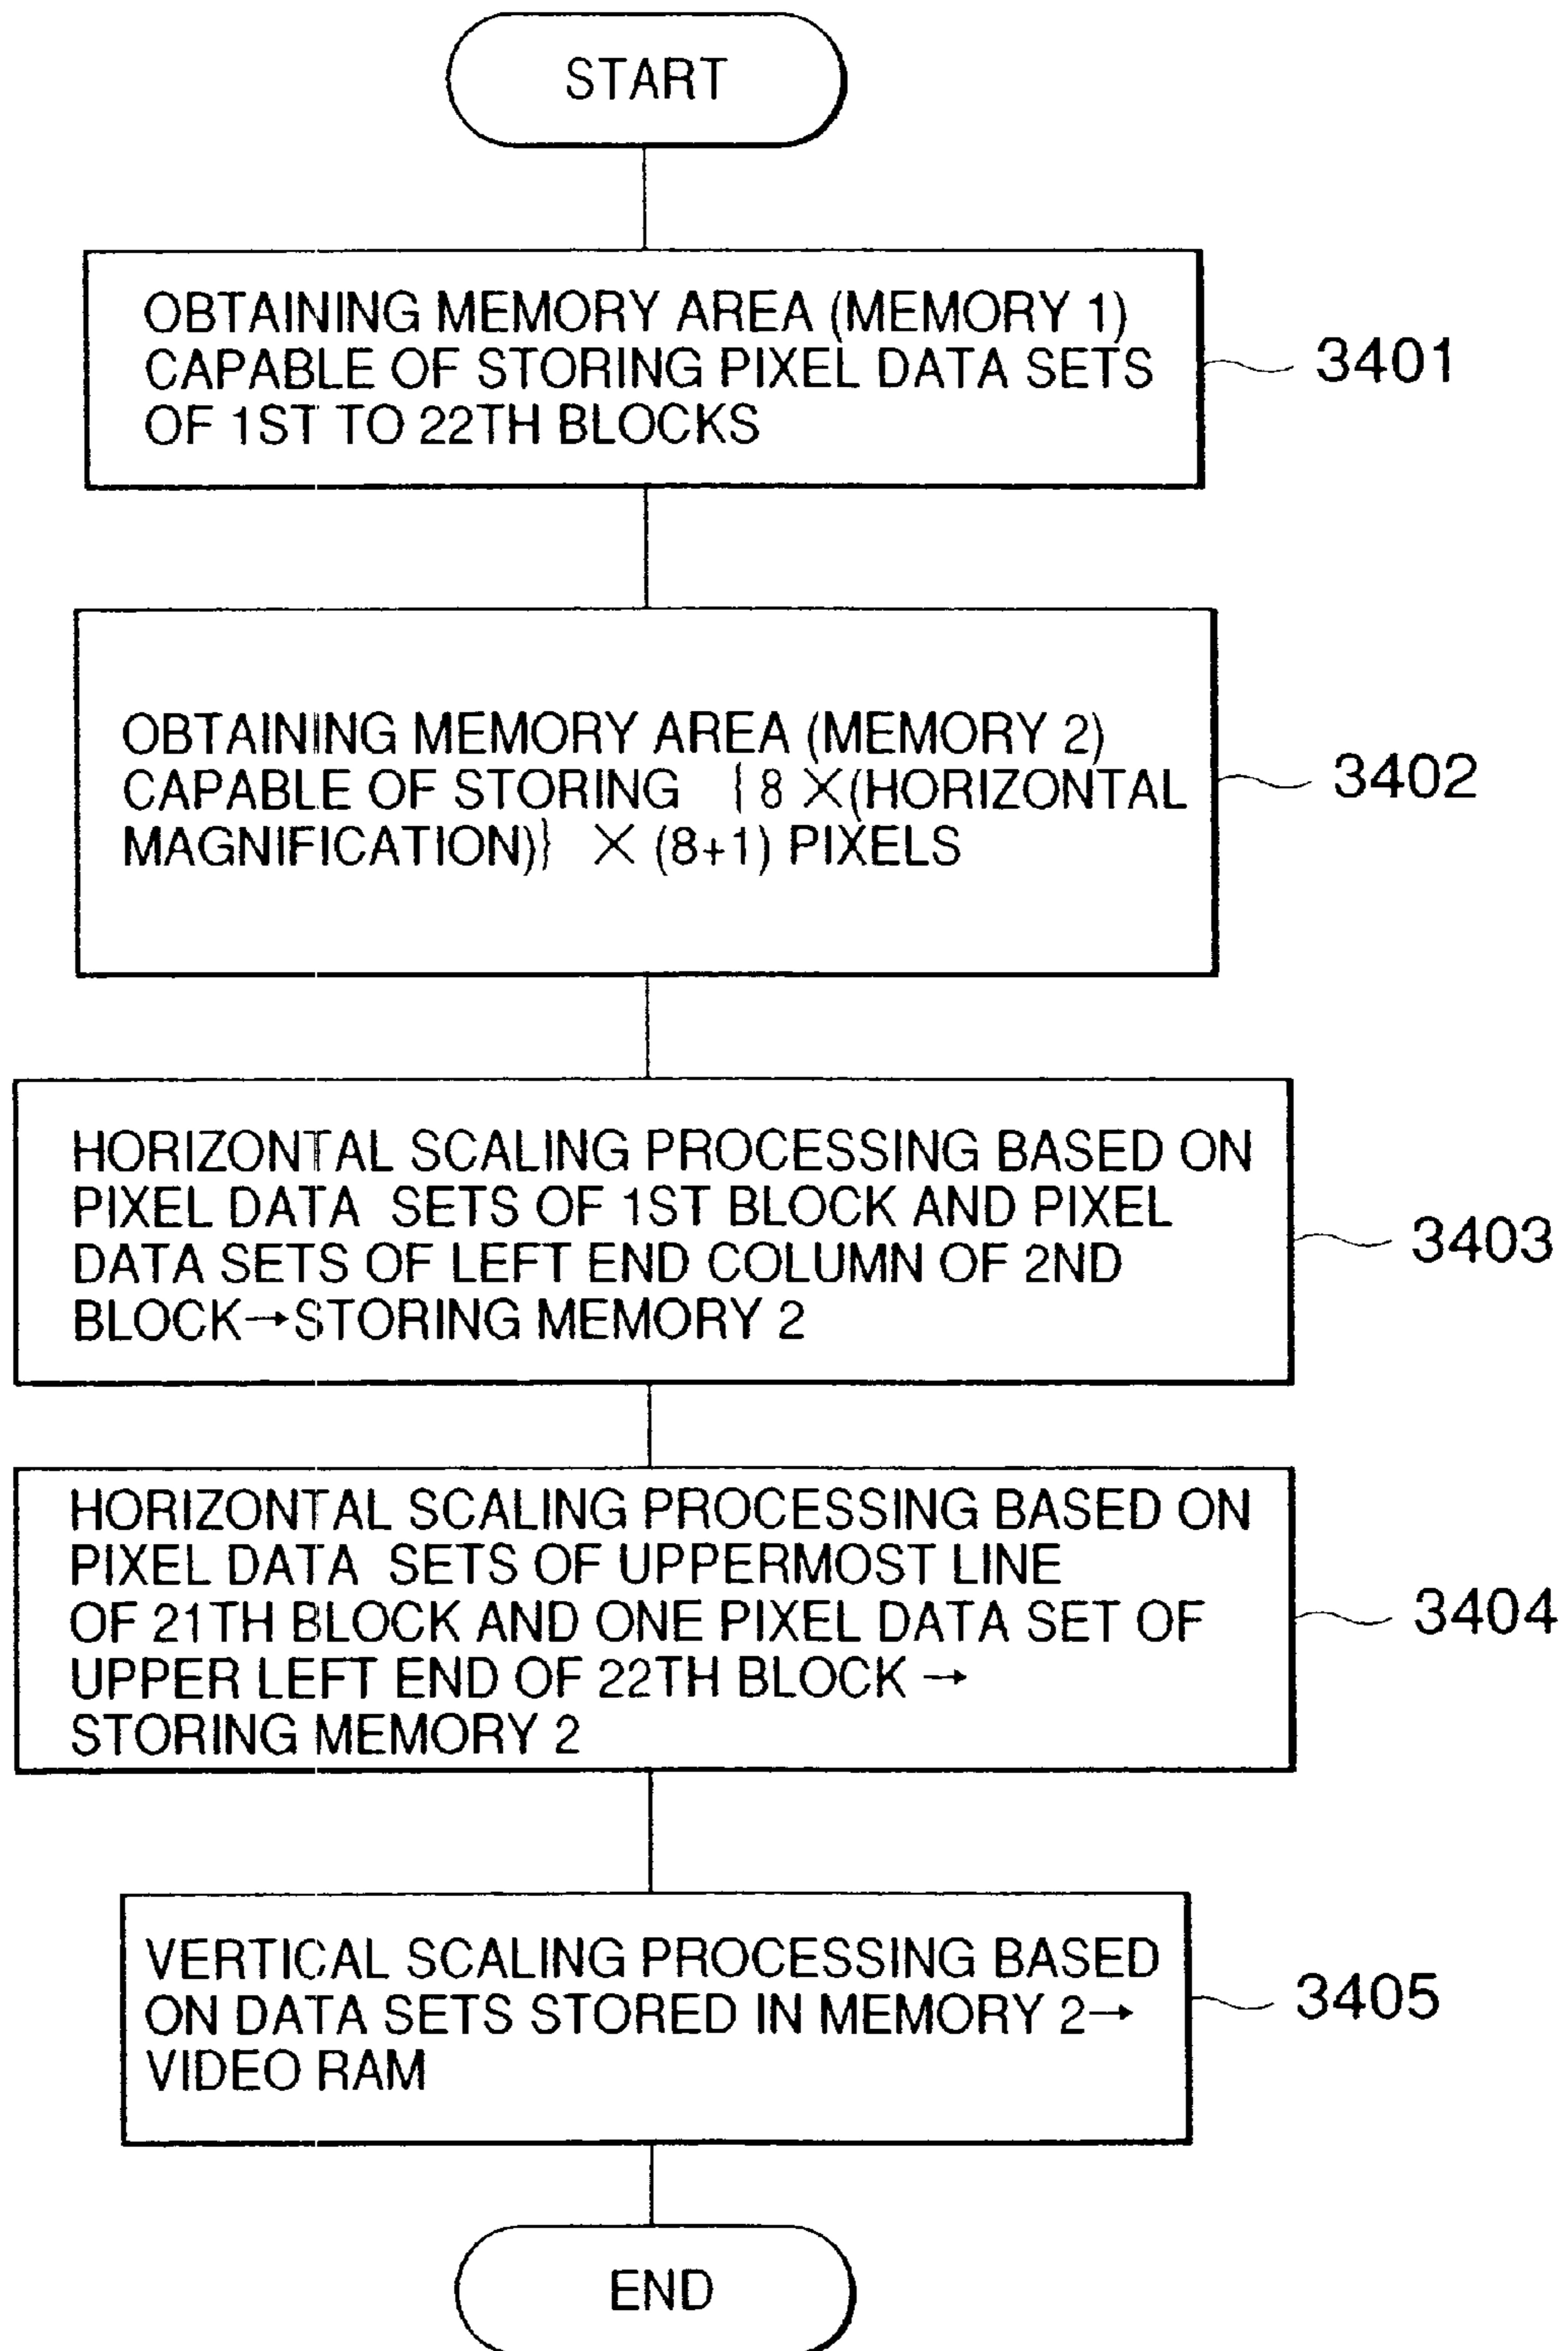 START
OBTAINING MEMORY AREA (MEMORY 1)
CAPABLE OF STORING PIXEL DATA SETS
OF 1ST TO 22TH BLOCKS
3401
OBTAINING MEMORY AREA (MEMORY 2)
CAPABLE OF STORING {8 ×(HORIZONTAL
MAGNIFICATION)} × (8+1) PIXELS
3402
HORIZONTAL SCALING PROCESSING BASED ON
PIXEL DATA SETS OF 1ST BLOCK AND PIXEL
DATA SETS OF LEFT END COLUMN OF 2ND
BLOCK→STORING MEMORY 2
3403
HORIZONTAL SCALING PROCESSING BASED ON
PIXEL DATA SETS OF UPPERMOST LINE
OF 21TH BLOCK AND ONE PIXEL DATA SET OF
UPPER LEFT END OF 22TH BLOCK →
STORING MEMORY 2
3404
VERTICAL SCALING PROCESSING BASED
ON DATA SETS STORED IN MEMORY 2→
VIDEO RAM
3405
END